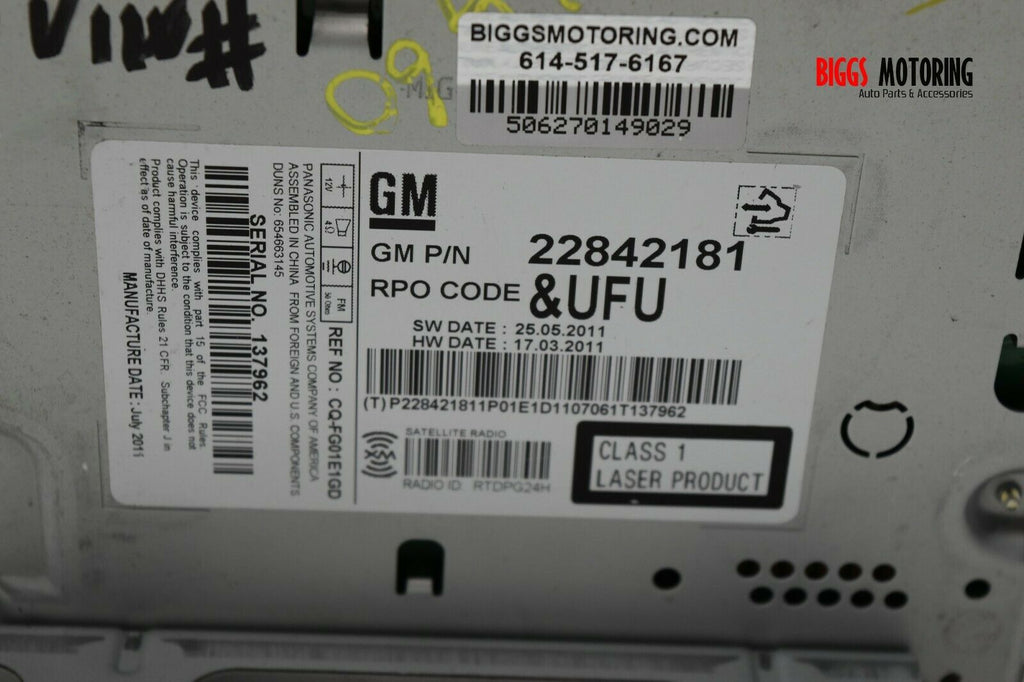 BIGGSMOTORING.COM
614-517-6167
506270149029
BIGGS MOTORING
Auto Parts & Accessories
GM
GM P/N 22842181
RPO CODE &UFU
SW DATE : 25.05.2011
HW DATE : 17.03.2011
(T)P228421811P01E1D1107061T137962
SATELLITE RADIO
RADIO ID RTDPG24H
CLASS 1
LASER PRODUCT
12V
4Ω
FM
50 Ohms
REF NO : CQ-FG01E1GD
PANASONIC AUTOMOTIVE SYSTEMS COMPANY OF AMERICA
ASSEMBLED IN CHINA FROM FOREIGN AND U.S. COMPONENTS
DUNS No: 654663145
SERIAL NO. 137962
This device complies with part 15 of the FCC Rules.
Operation is subject to the condition that this device does not
cause harmful interference.
Product complies with DHHS Rules 21 CFR. Subchapter J in
effect as of date of manufacture.
MANUFACTURE DATE : July 2011